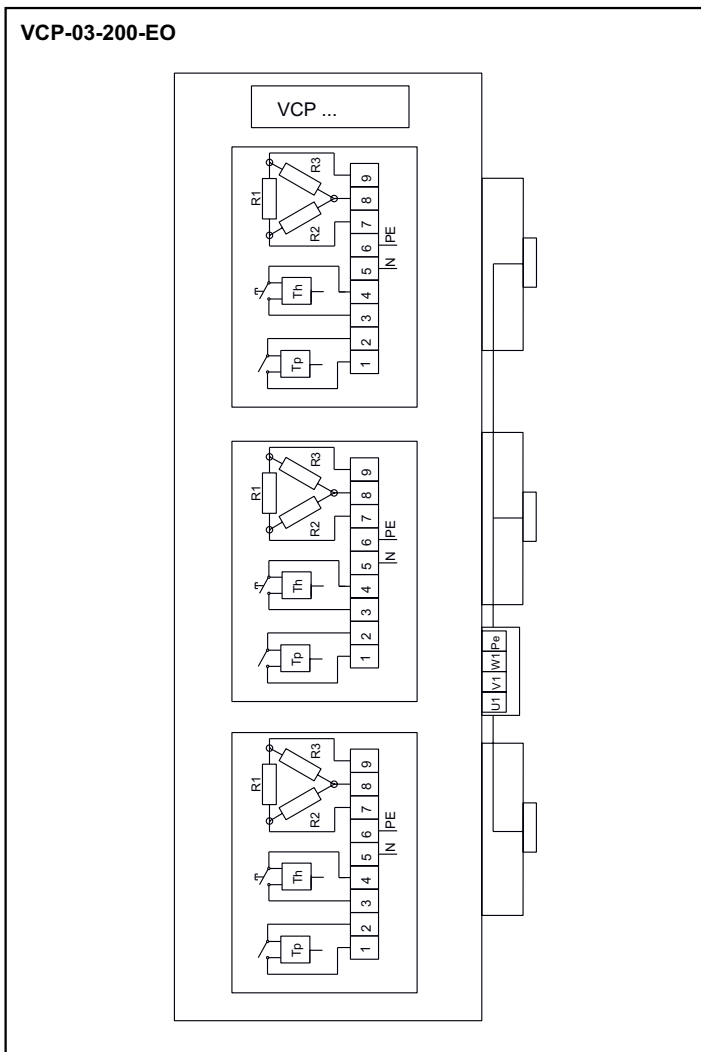 VCP-03-200-EO
VCP ...
R1
R3
R2
9
8
7
6
5
4
3
2
1
PE
N
Th
Tp
R1
R3
R2
9
8
7
6
5
4
3
2
1
PE
N
Th
Tp
U1 V1 W1 Pe
R1
R3
R2
9
8
7
6
5
4
3
2
1
PE
N
Th
Tp